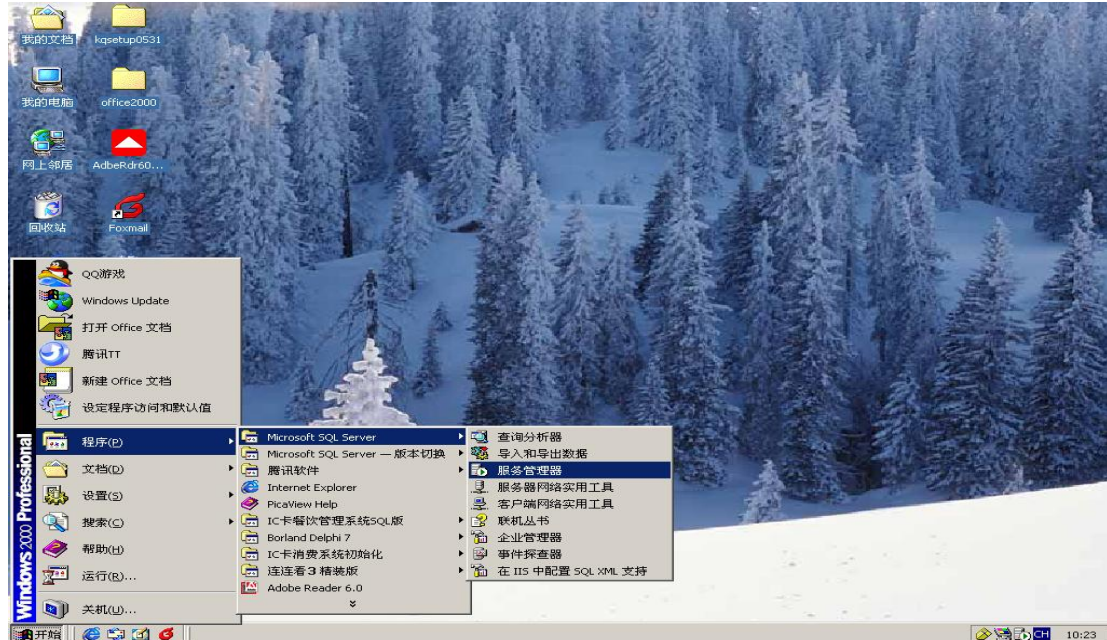 我的文档
kqsetup0531
我的电脑
office2000
网上邻居
AdbeRdr60...
回收站
Foxmail
QQ游戏
Windows Update
打开 Office 文档
腾讯TT
新建 Office 文档
设定程序访问和默认值
程序(P)
文档(D)
设置(S)
搜索(C)
帮助(H)
运行(R)...
关机(U)...
Windows 2000 Professional
Microsoft SQL Server
Microsoft SQL Server — 版本切换
腾讯软件
Internet Explorer
PicaView Help
IC卡餐饮管理系统SQL版
Borland Delphi 7
IC卡消费系统初始化
连连看3 精装版
Adobe Reader 6.0
查询分析器
导入和导出数据
服务管理器
服务器网络实用工具
客户端网络实用工具
联机丛书
企业管理器
事件探查器
在 IIS 中配置 SQL XML 支持
开始
CH
10:23